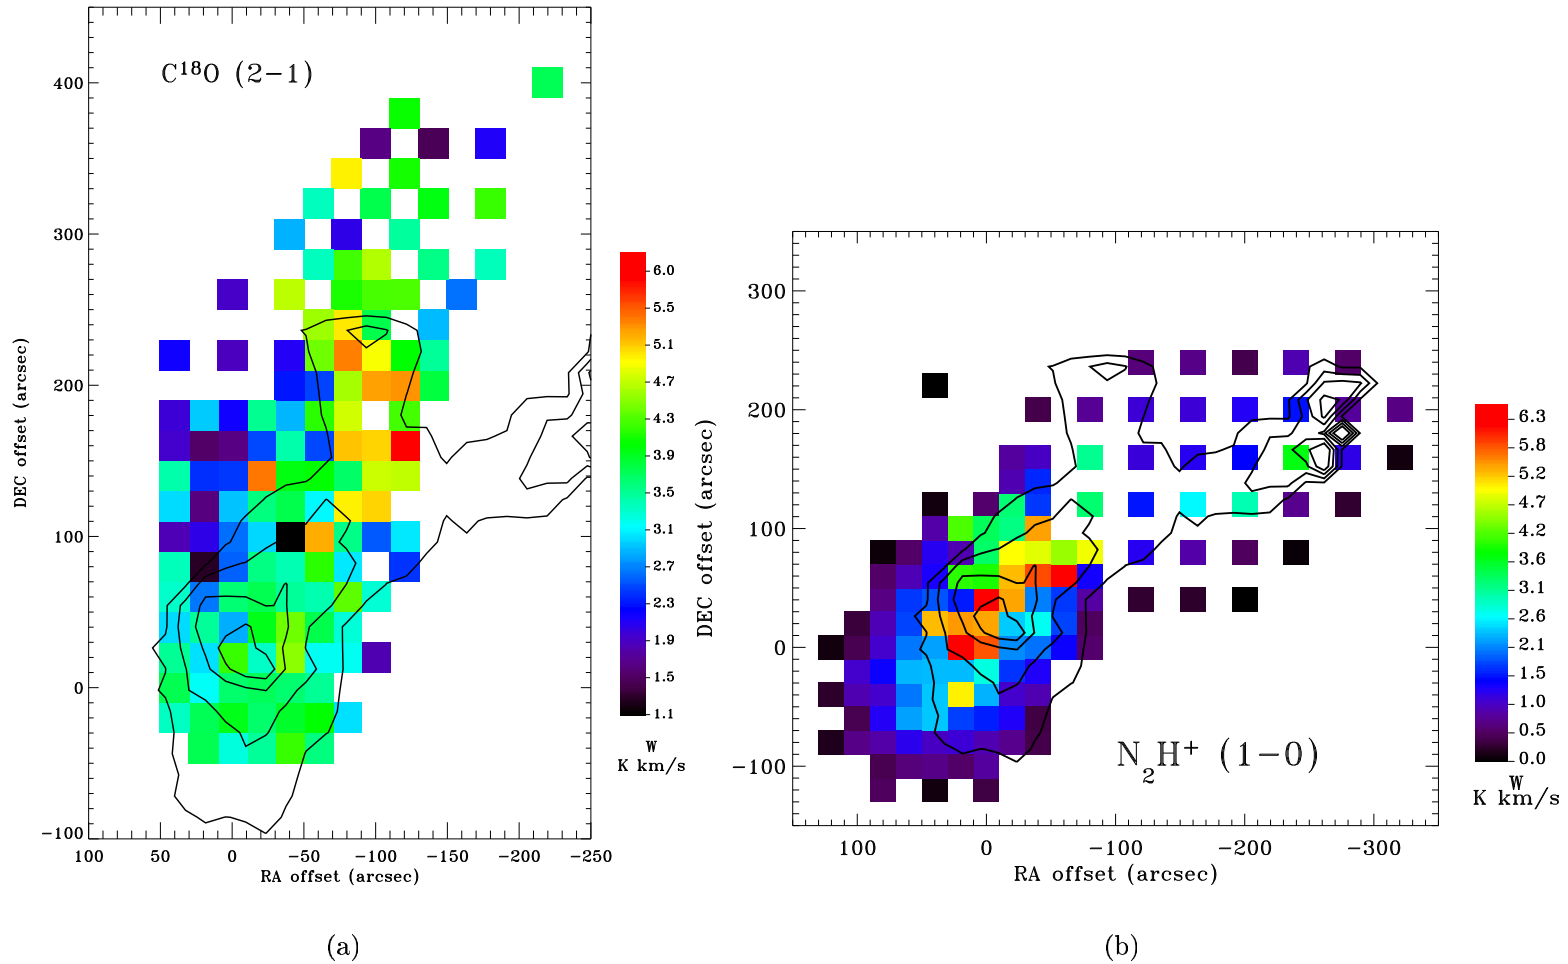 C¹⁸O (2−1)
400
300
200
100
0
−100
DEC offset (arcsec)
100 50 0 −50 −100 −150 −200 −250
RA offset (arcsec)
6.0
5.5
5.1
4.7
4.3
3.9
3.5
3.1
2.7
2.3
1.9
1.5
1.1
W
K km/s
(a)
300
200
100
0
−100
DEC offset (arcsec)
N₂H⁺ (1−0)
100 0 −100 −200 −300
RA offset (arcsec)
6.3
5.8
5.2
4.7
4.2
3.6
3.1
2.6
2.1
1.5
1.0
0.5
0.0
W
K km/s
(b)